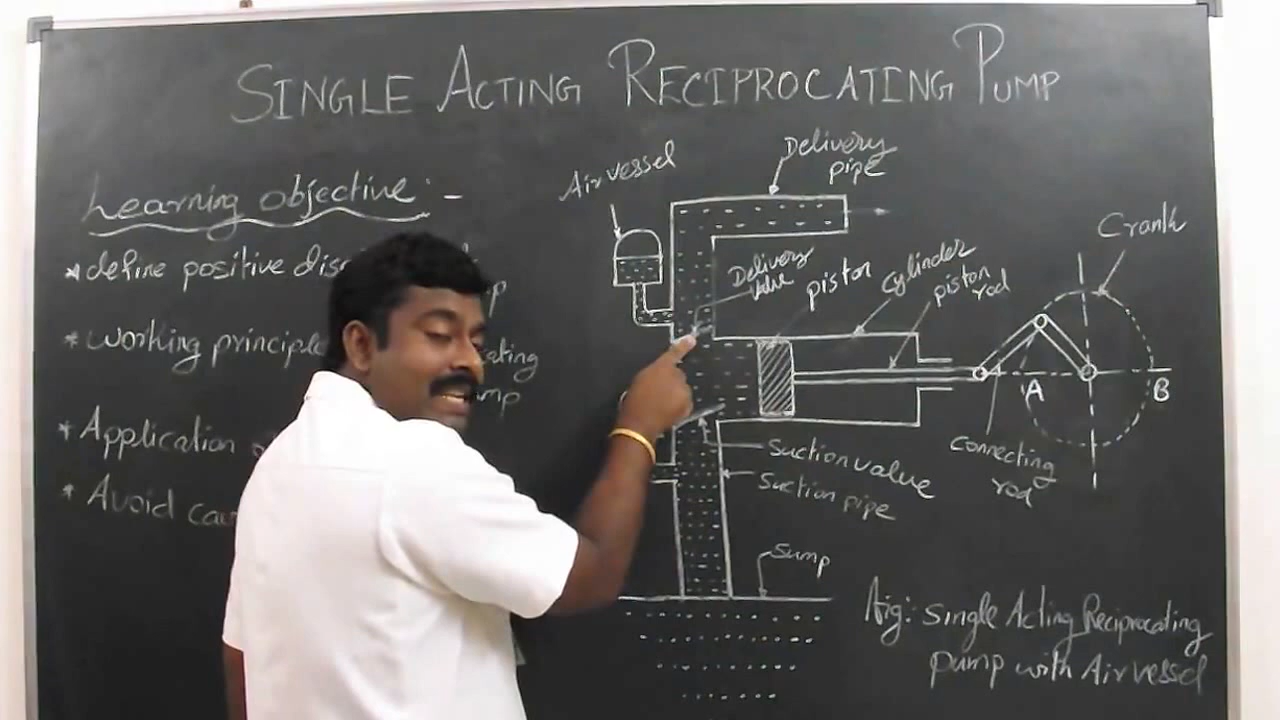 SINGLE ACTING RECIPROCATING PUMP
Learning objective :-
* define positive
* working principle
* Application
* Avoid
Air vessel
Delivery
pipe
Delivery
valve
piston
cylinder
piston
rod
Crank
A
B
connecting
rod
Suction valve
Suction pipe
Sump
Fig: Single Acting Reciprocating
pump with Air vessel